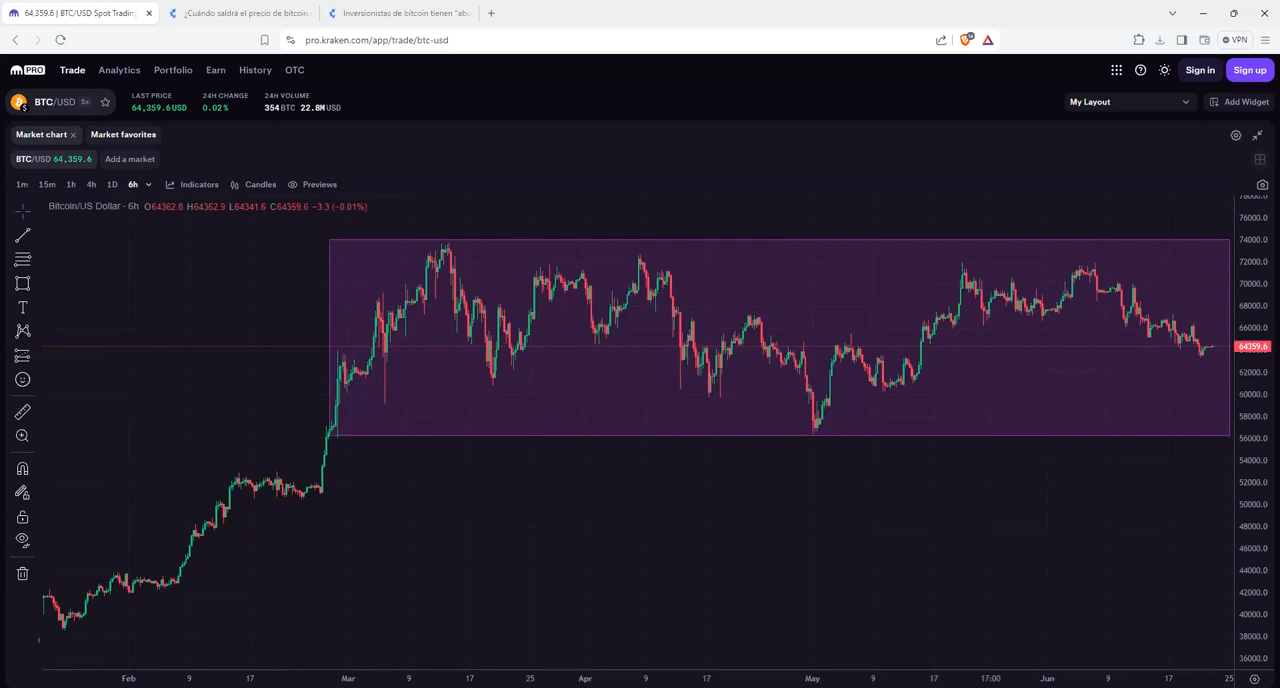 64,359.6 | BTC/USD Spot Trading
¿Cuándo saldrá el precio de bitcoin
Inversionistas de bitcoin tienen "abu
pro.kraken.com/app/trade/btc-usd
VPN
PRO
Trade
Analytics
Portfolio
Earn
History
OTC
Sign in
Sign up
BTC/USD 5x
LAST PRICE
64,359.6 USD
24H CHANGE
0.02%
24H VOLUME
354 BTC 22.8M USD
My Layout
Add Widget
Market chart
Market favorites
BTC/USD 64,359.6
Add a market
1m 15m 1h 4h 1D 6h
Indicators
Candles
Previews
Bitcoin/US Dollar - 6h O64362.8 H64362.9 L64341.6 C64359.6 −3.3 (−0.01%)
78000.0
76000.0
74000.0
72000.0
70000.0
68000.0
66000.0
64359.6
62000.0
60000.0
58000.0
56000.0
54000.0
52000.0
50000.0
48000.0
46000.0
44000.0
42000.0
40000.0
38000.0
36000.0
Feb 9 17 Mar 9 17 25 Apr 9 17 May 9 17 17:00 Jun 9 17 25